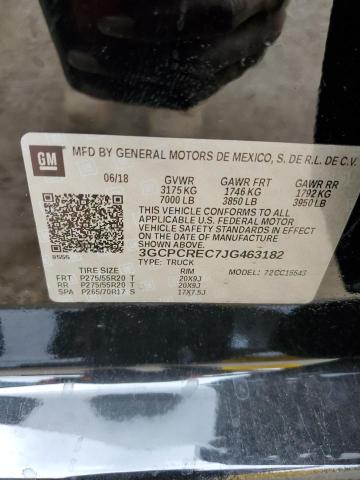 GM
MFD BY GENERAL MOTORS DE MEXICO, S. DE R.L. DE C.V.
06/18 GVWR GAWR FRT GAWR RR
3175 KG 1746 KG 1792 KG
7000 LB 3850 LB 3950 LB
THIS VEHICLE CONFORMS TO ALL
APPLICABLE U.S. FEDERAL MOTOR
VEHICLE SAFETY AND THEFT
PREVENTION STANDARDS IN EFFECT
ON THE DATE OF MANUFACTURE
SHOWN ABOVE.
3GCPCREC7JG463182
TYPE: TRUCK 72CC15543
TIRE SIZE RIM
FRT P275/55R20 T 20X9J
RR P275/55R20 T 20X9J
SPA P265/70R17 S 17X7.5J